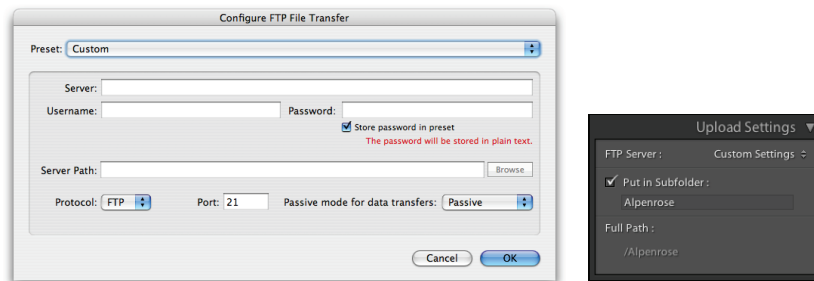 Configure FTP File Transfer
Preset: Custom
Server:
Username: Password:
Store password in preset
The password will be stored in plain text.
Server Path: Browse
Protocol: FTP Port: 21 Passive mode for data transfers: Passive
Cancel OK
Upload Settings
FTP Server : Custom Settings
Put in Subfolder :
Alpenrose
Full Path :
/Alpenrose